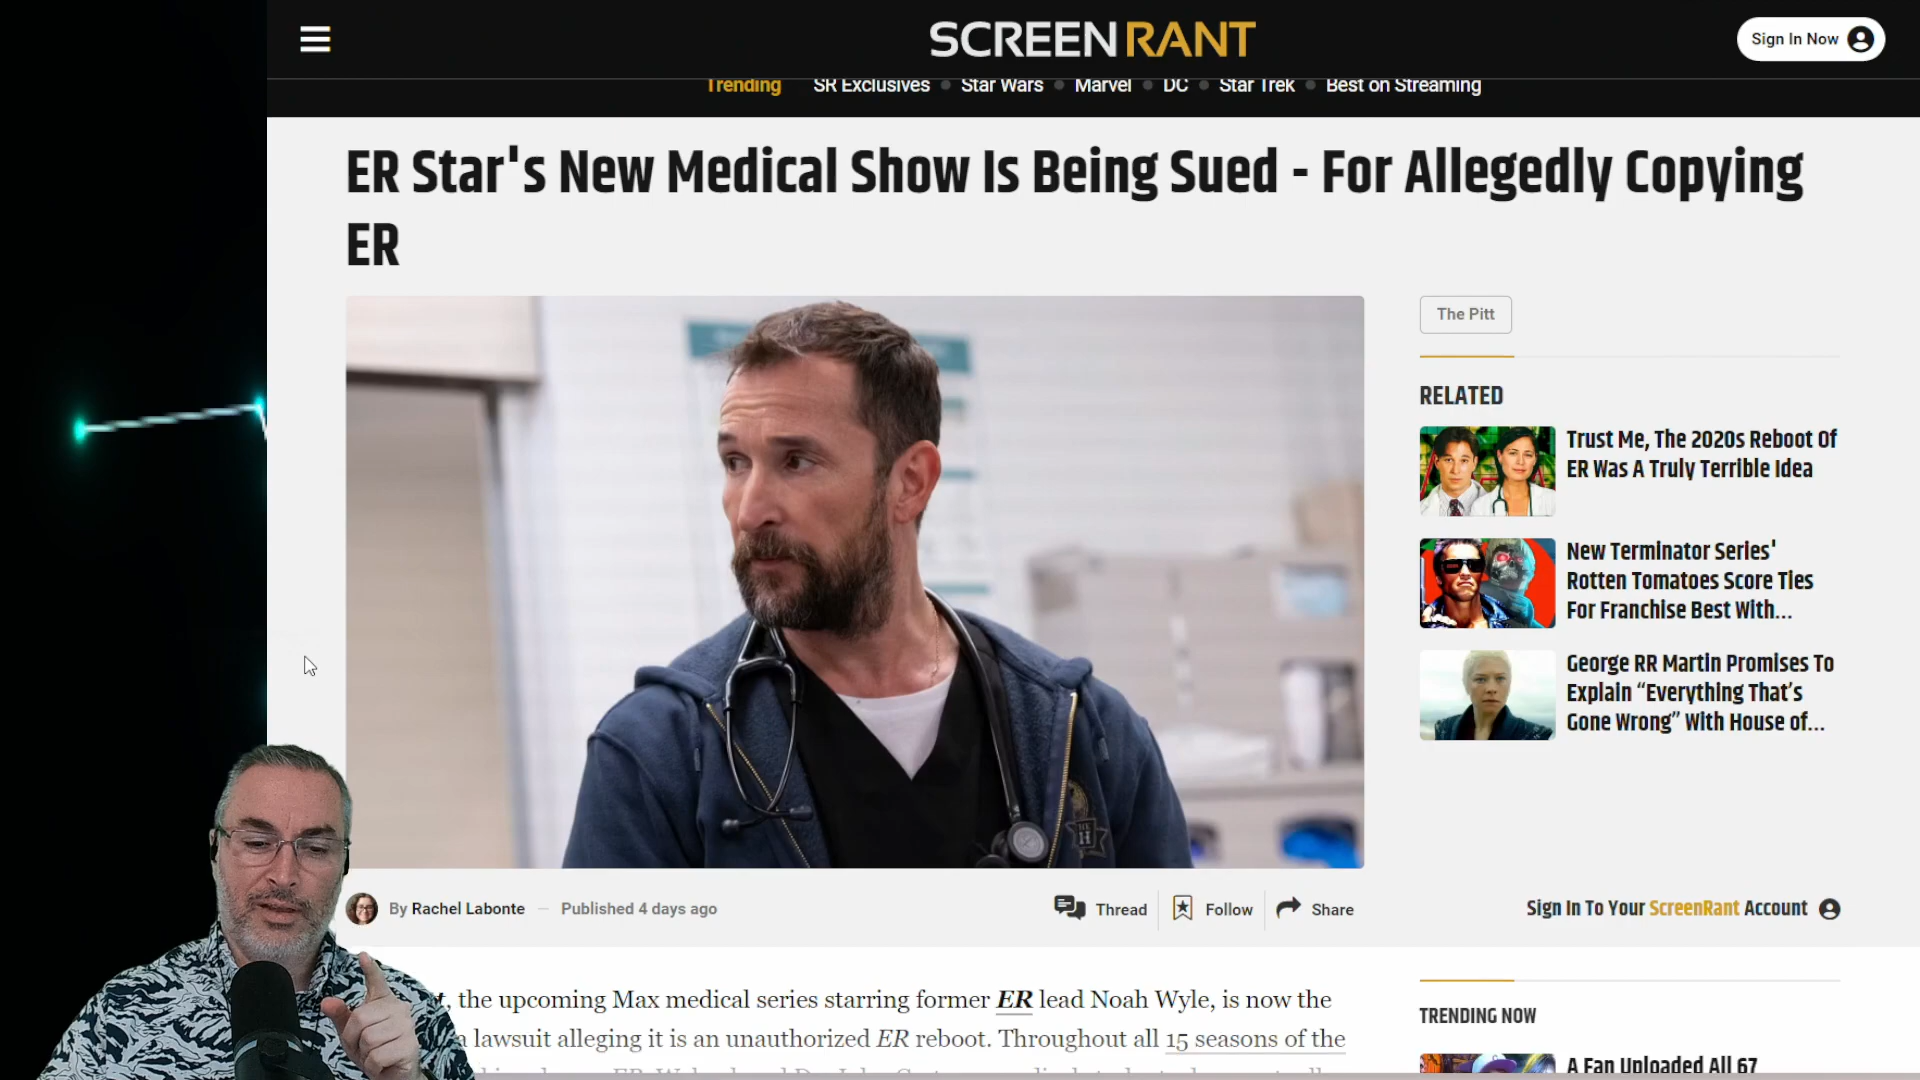 SCREENRANT
Sign In Now
Trending
SR Exclusives
Star Wars
Marvel
DC
Star Trek
Best on Streaming
ER Star's New Medical Show Is Being Sued - For Allegedly Copying
ER
The Pitt
RELATED
Trust Me, The 2020s Reboot Of
ER Was A Truly Terrible Idea
New Terminator Series'
Rotten Tomatoes Score Ties
For Franchise Best With...
George RR Martin Promises To
Explain “Everything That’s
Gone Wrong” With House of...
By Rachel Labonte
Published 4 days ago
Thread
Follow
Share
Sign In To Your ScreenRant Account
, the upcoming Max medical series starring former ER lead Noah Wyle, is now the
a lawsuit alleging it is an unauthorized ER reboot. Throughout all 15 seasons of the
TRENDING NOW
A Fan Uploaded All 67